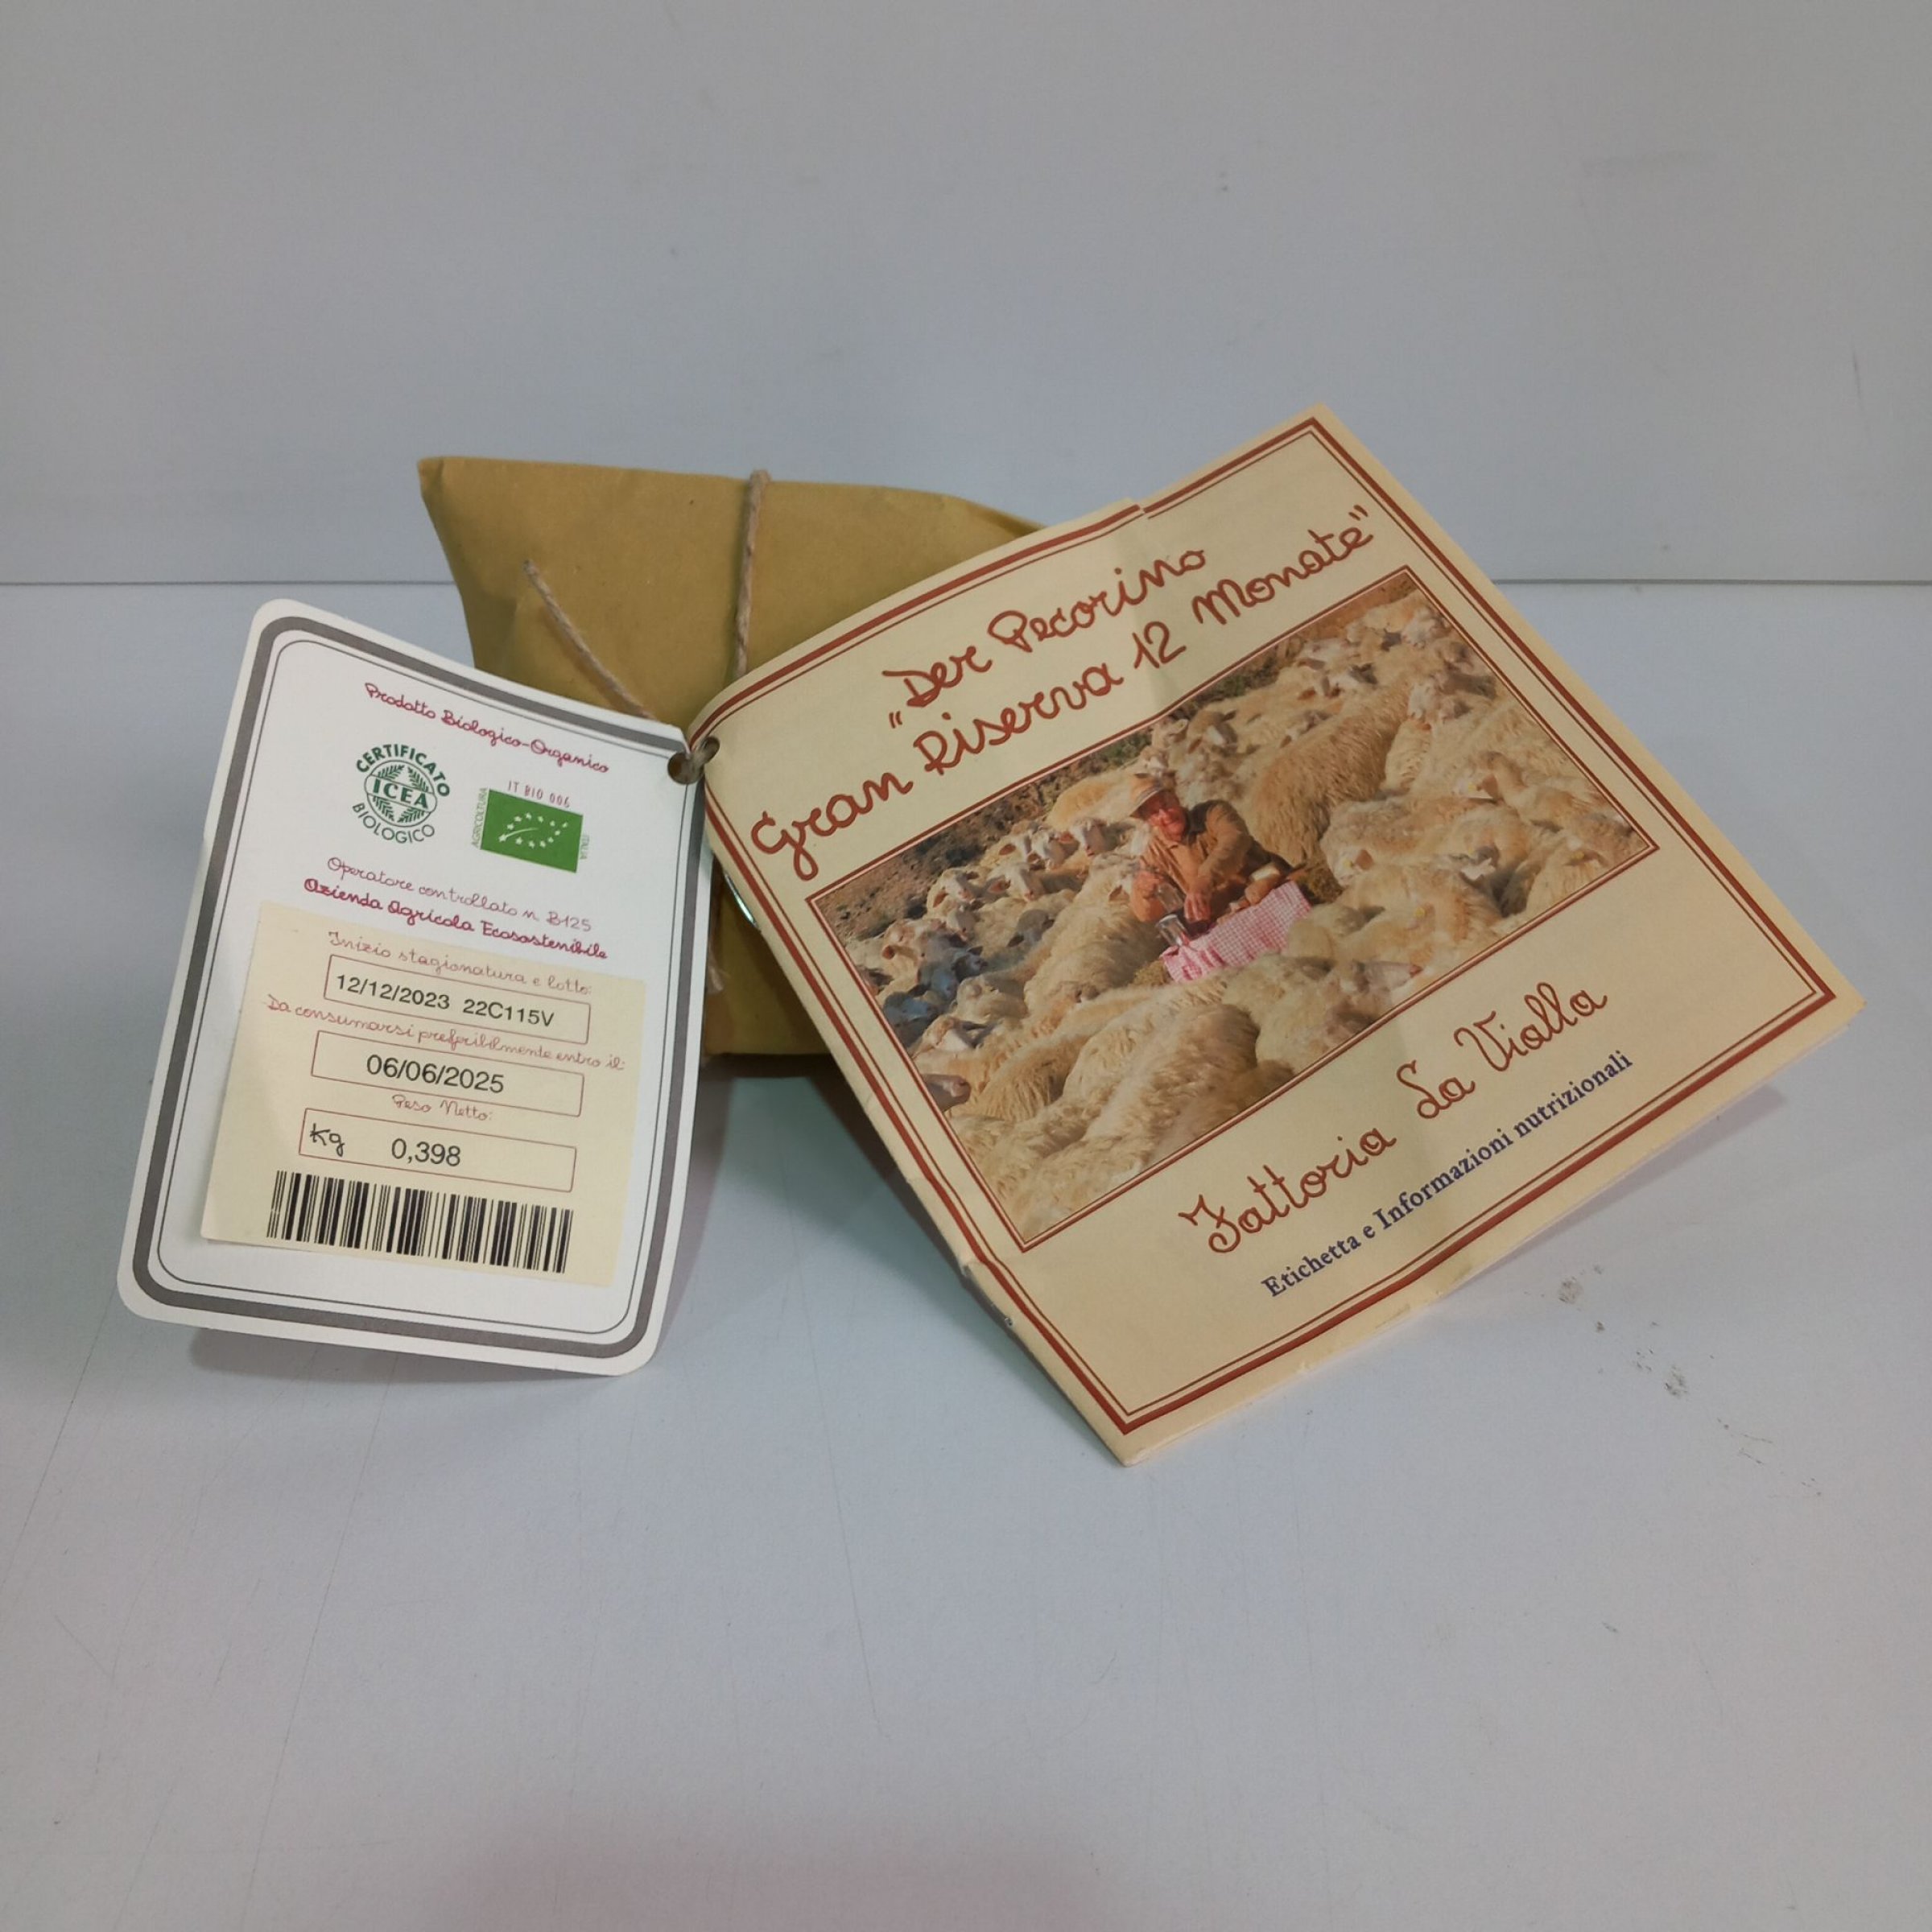 Prodotto Biologico-Organico
CERTIFICATO
ICEA
BIOLOGICO
IT BIO 006
AGRICOLTURA
ITALIA
Operatore controllato n. B125
Azienda Agricola Ecosostenibile
Inizio stagionatura e lotto:
12/12/2023 22C115V
Da consumarsi preferibilmente entro il:
06/06/2025
Peso Netto:
Kg 0,398
"Der Pecorino
Gran Riserva 12 Monate"
Fattoria La Vialla
Etichetta e Informazioni nutrizionali